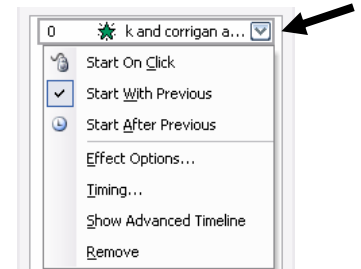 0 k and corrigan a...
Start On Click
Start With Previous
Start After Previous
Effect Options...
Timing...
Show Advanced Timeline
Remove